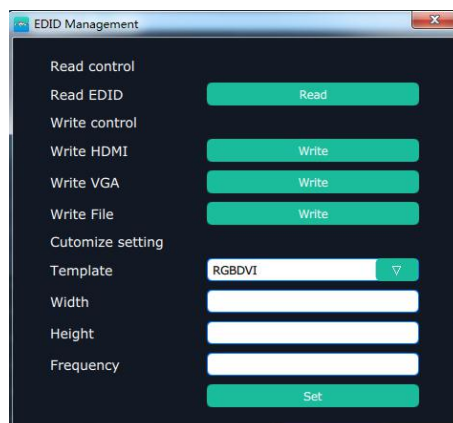 EDID Management
Read control
Read EDID Read
Write control
Write HDMI Write
Write VGA Write
Write File Write
Cutomize setting
Template RGBDVI
Width
Height
Frequency
Set